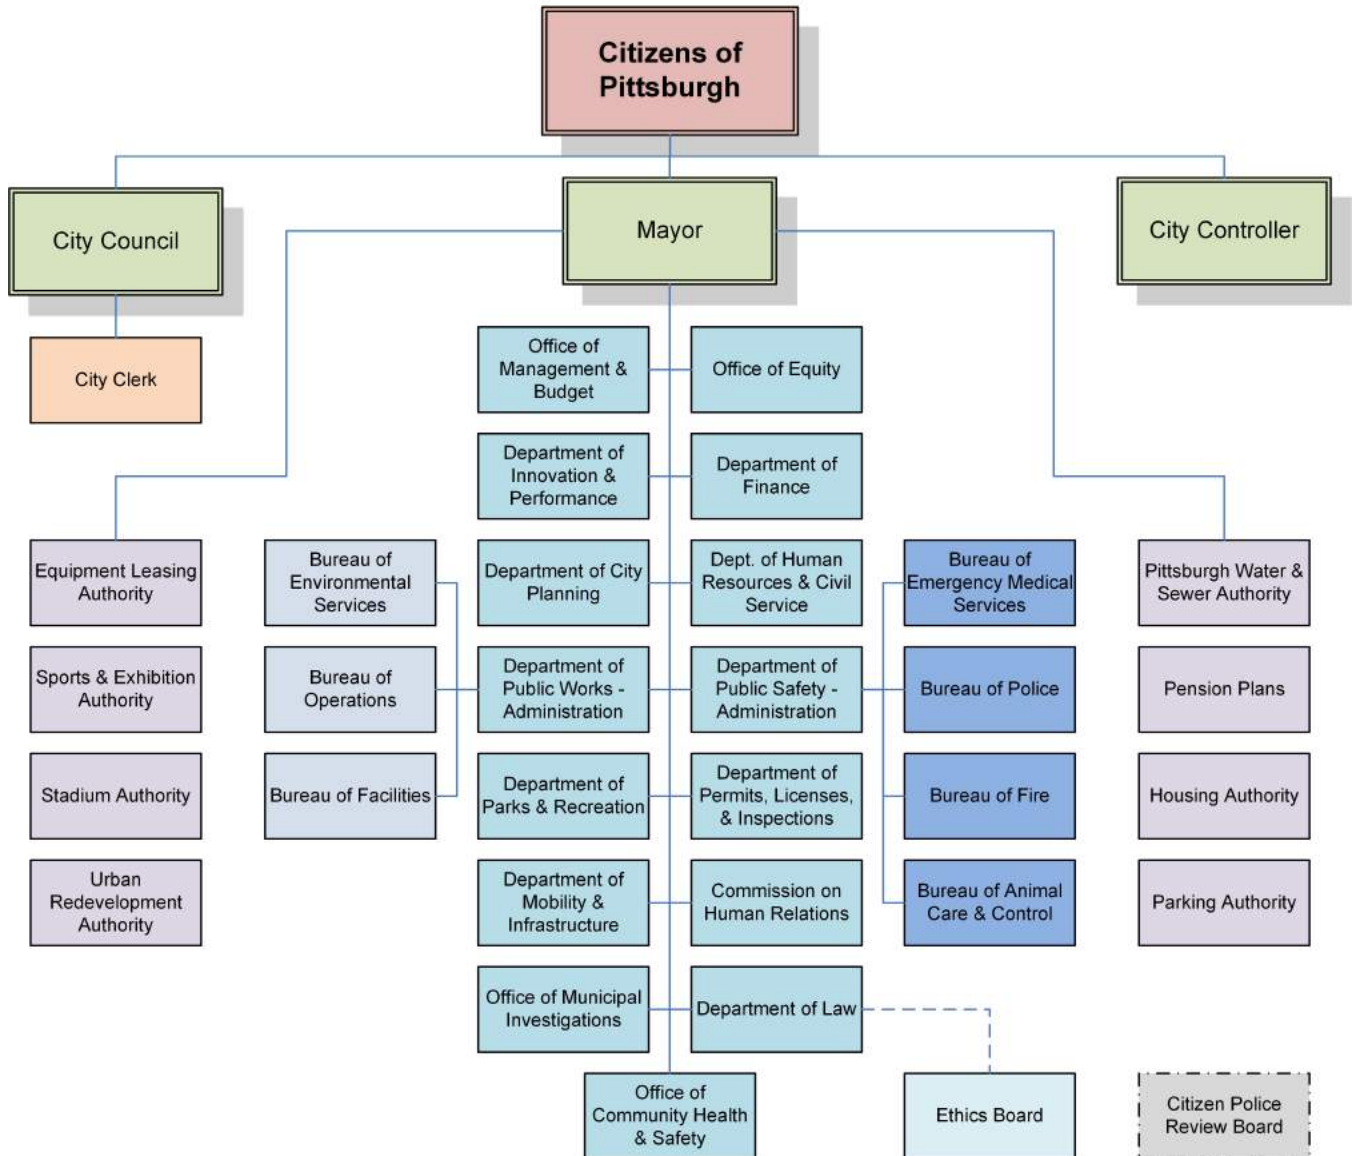 Citizens of
Pittsburgh
City Council
Mayor
City Controller
City Clerk
Office of
Management &
Budget
Office of Equity
Department of
Innovation &
Performance
Department of
Finance
Equipment Leasing
Authority
Bureau of
Environmental
Services
Department of City
Planning
Dept. of Human
Resources & Civil
Service
Bureau of
Emergency Medical
Services
Pittsburgh Water &
Sewer Authority
Sports & Exhibition
Authority
Bureau of
Operations
Department of
Public Works -
Administration
Department of
Public Safety -
Administration
Bureau of Police
Pension Plans
Stadium Authority
Bureau of Facilities
Department of
Parks & Recreation
Department of
Permits, Licenses,
& Inspections
Bureau of Fire
Housing Authority
Urban
Redevelopment
Authority
Department of
Mobility &
Infrastructure
Commission on
Human Relations
Bureau of Animal
Care & Control
Parking Authority
Office of Municipal
Investigations
Department of Law
Office of
Community Health
& Safety
Ethics Board
Citizen Police
Review Board